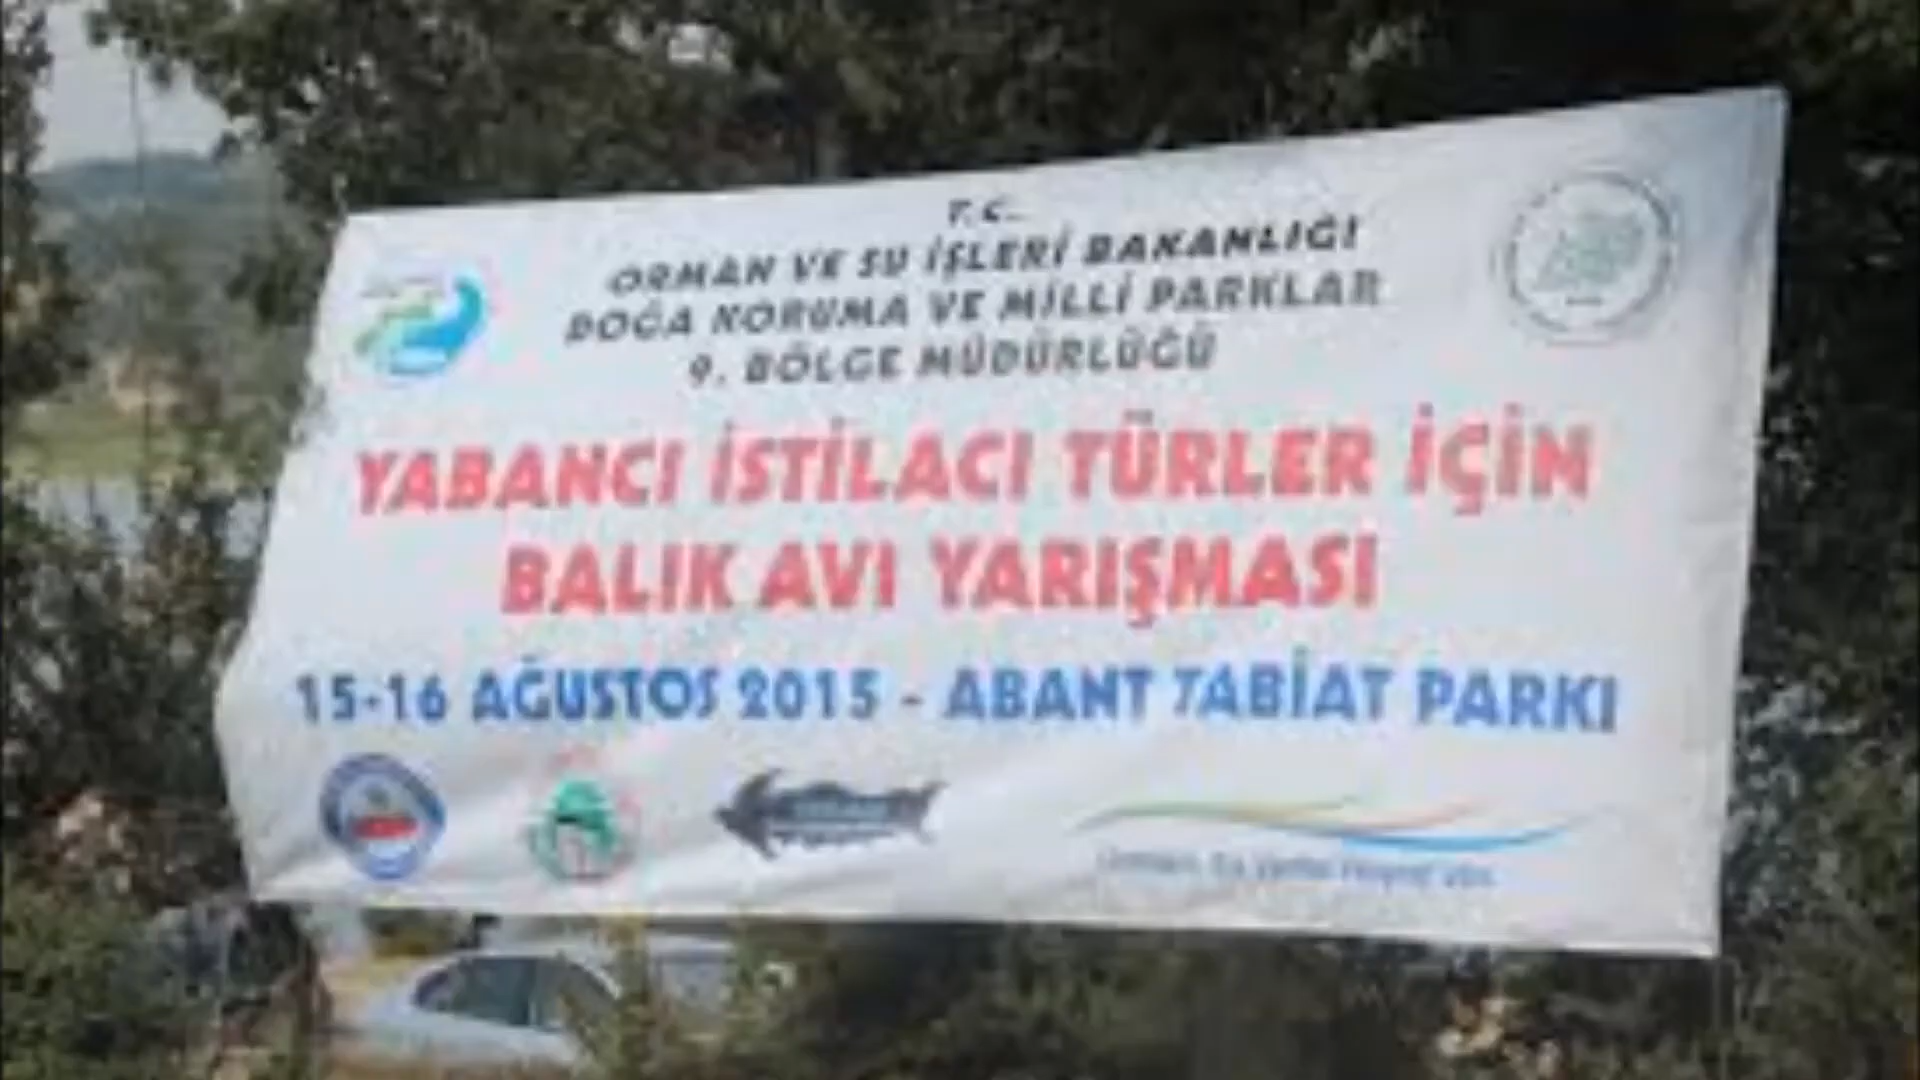 T.C.
ORMAN VE SU İŞLERİ BAKANLIĞI
DOĞA KORUMA VE MİLLİ PARKLAR
9. BÖLGE MÜDÜRLÜĞÜ
YABANCI İSTİLACI TÜRLER İÇİN
BALIK AVI YARIŞMASI
15-16 AĞUSTOS 2015 - ABANT TABİAT PARKI